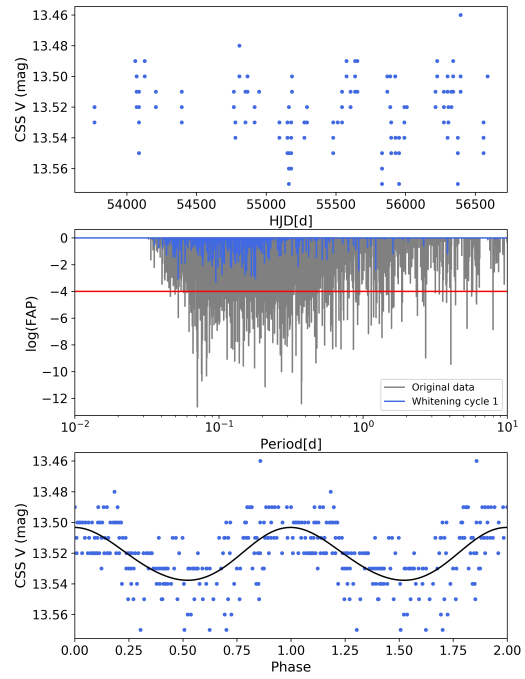 13.46
13.48
13.50
13.52
13.54
13.56
CSS V (mag)
54000 54500 55000 55500 56000 56500
HJD[d]
0
−2
−4
−6
−8
−10
−12
log(FAP)
Original data
Whitening cycle 1
10⁻² 10⁻¹ 10⁰ 10¹
Period[d]
13.46
13.48
13.50
13.52
13.54
13.56
CSS V (mag)
0.00 0.25 0.50 0.75 1.00 1.25 1.50 1.75 2.00
Phase